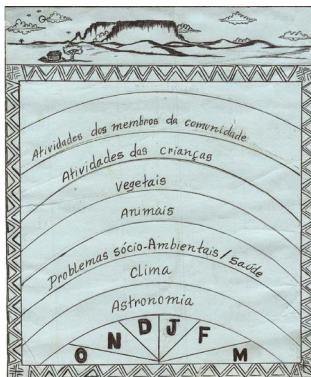 Atividades dos membros da comunidade
Atividades das crianças
Vegetais
Animais
Problemas sócio-Ambientais/saúde
Clima
Astronomia
O N D J F M